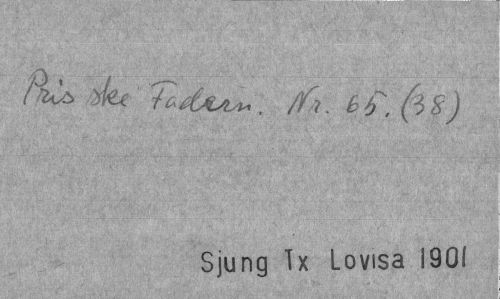 Pris ske Fadern. Nr. 65. (38)
Sjung Tx Lovisa 1901